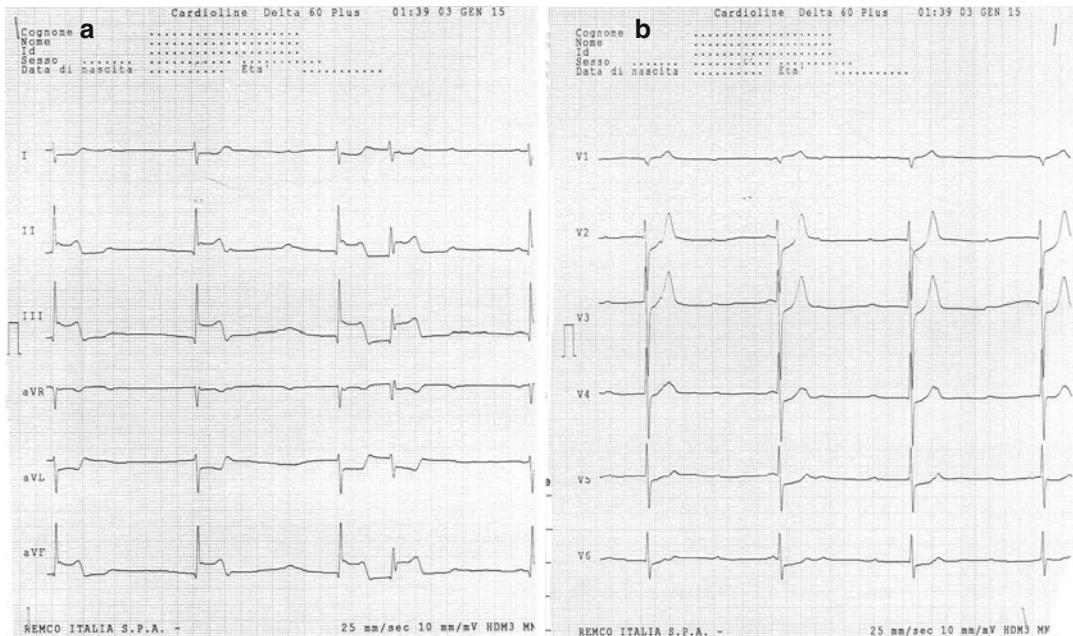 a
Cardioline Delta 60 Plus 01:39 03 GEN 15
Cognome ....................
Nome ....................
Id ....................
Sesso ....... ....................
Data di nascita .......... Eta' ...........
I
II
III
aVR
aVL
aVF
REMCO ITALIA S.P.A. - 25 mm/sec 10 mm/mV HDM3 MN
b
Cardioline Delta 60 Plus 01:39 03 GEN 15
Cognome ....................
Nome ....................
Id ....................
Sesso ....... ....................
Data di nascita .......... Eta' ...........
V1
V2
V3
V4
V5
V6
REMCO ITALIA S.P.A. - 25 mm/sec 10 mm/mV HDM3 MN